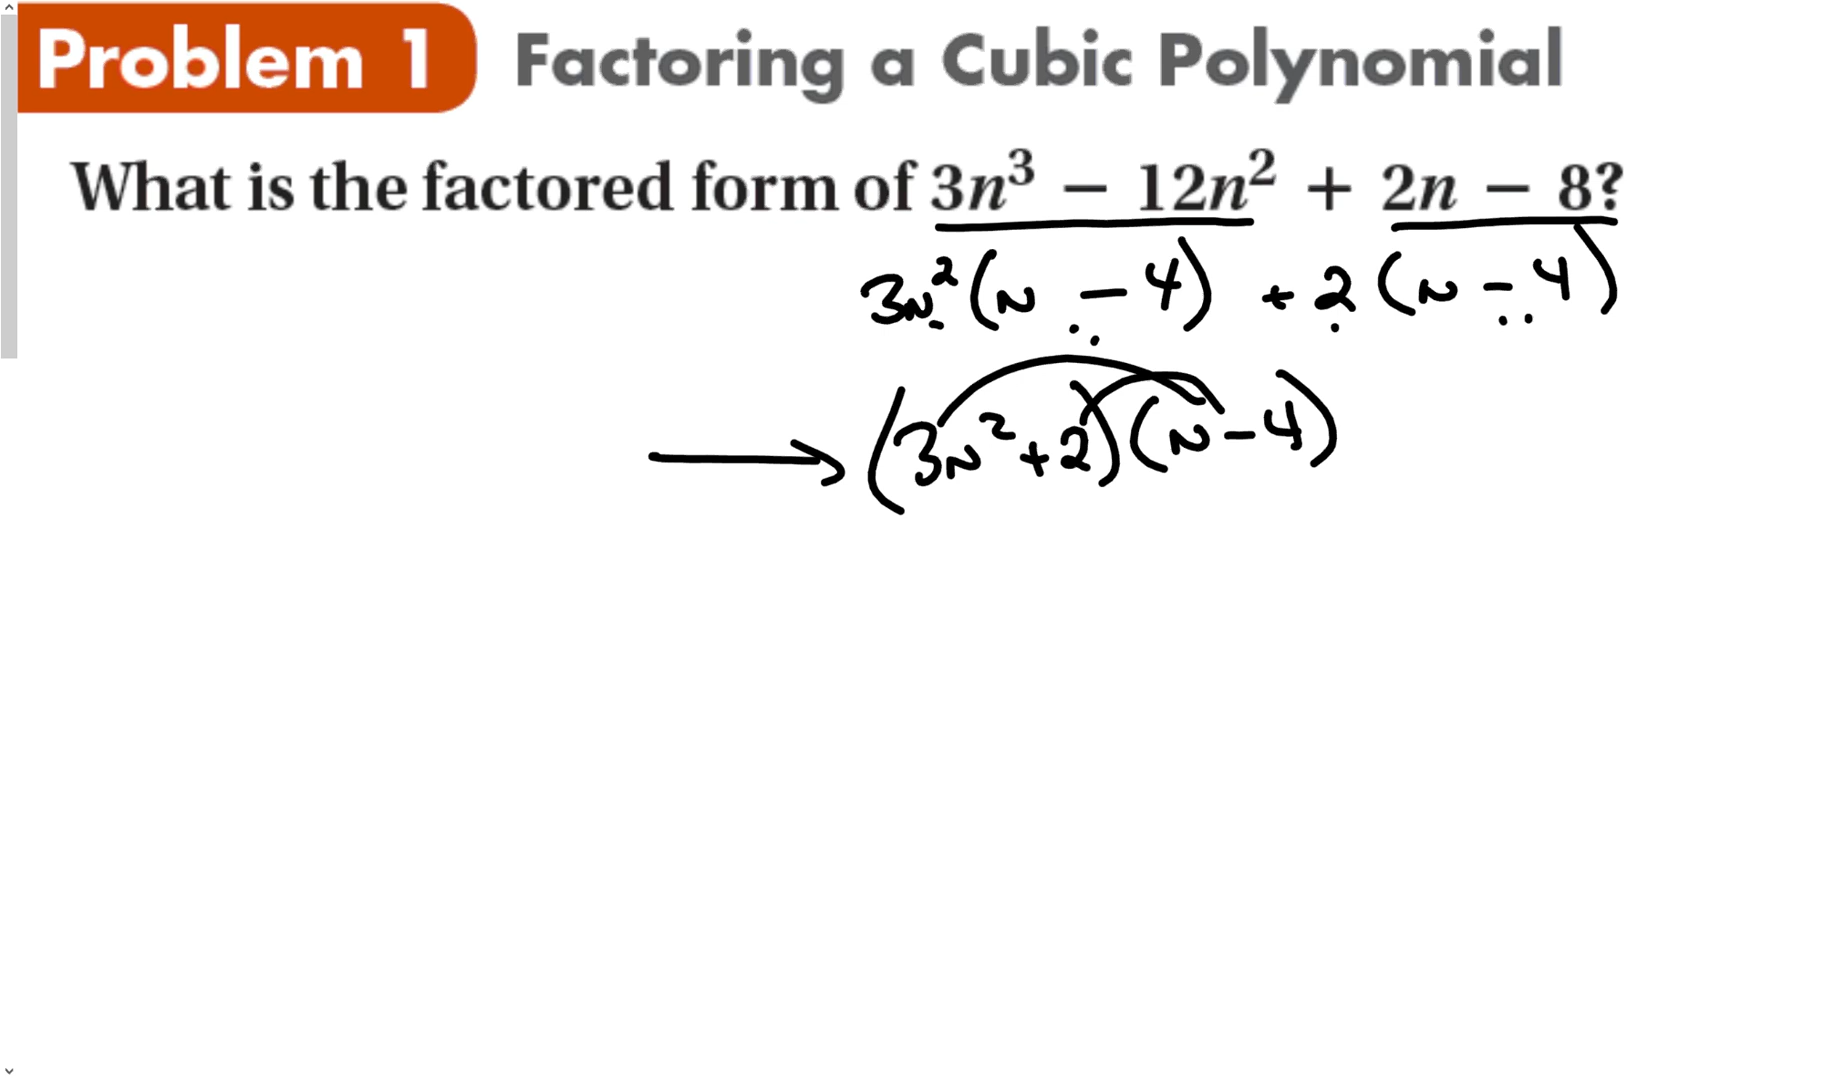 Problem 1 Factoring a Cubic Polynomial
What is the factored form of 3n³ − 12n² + 2n − 8?
3n²(n − 4) + 2(n − 4)
→ (3n²+2)(n−4)